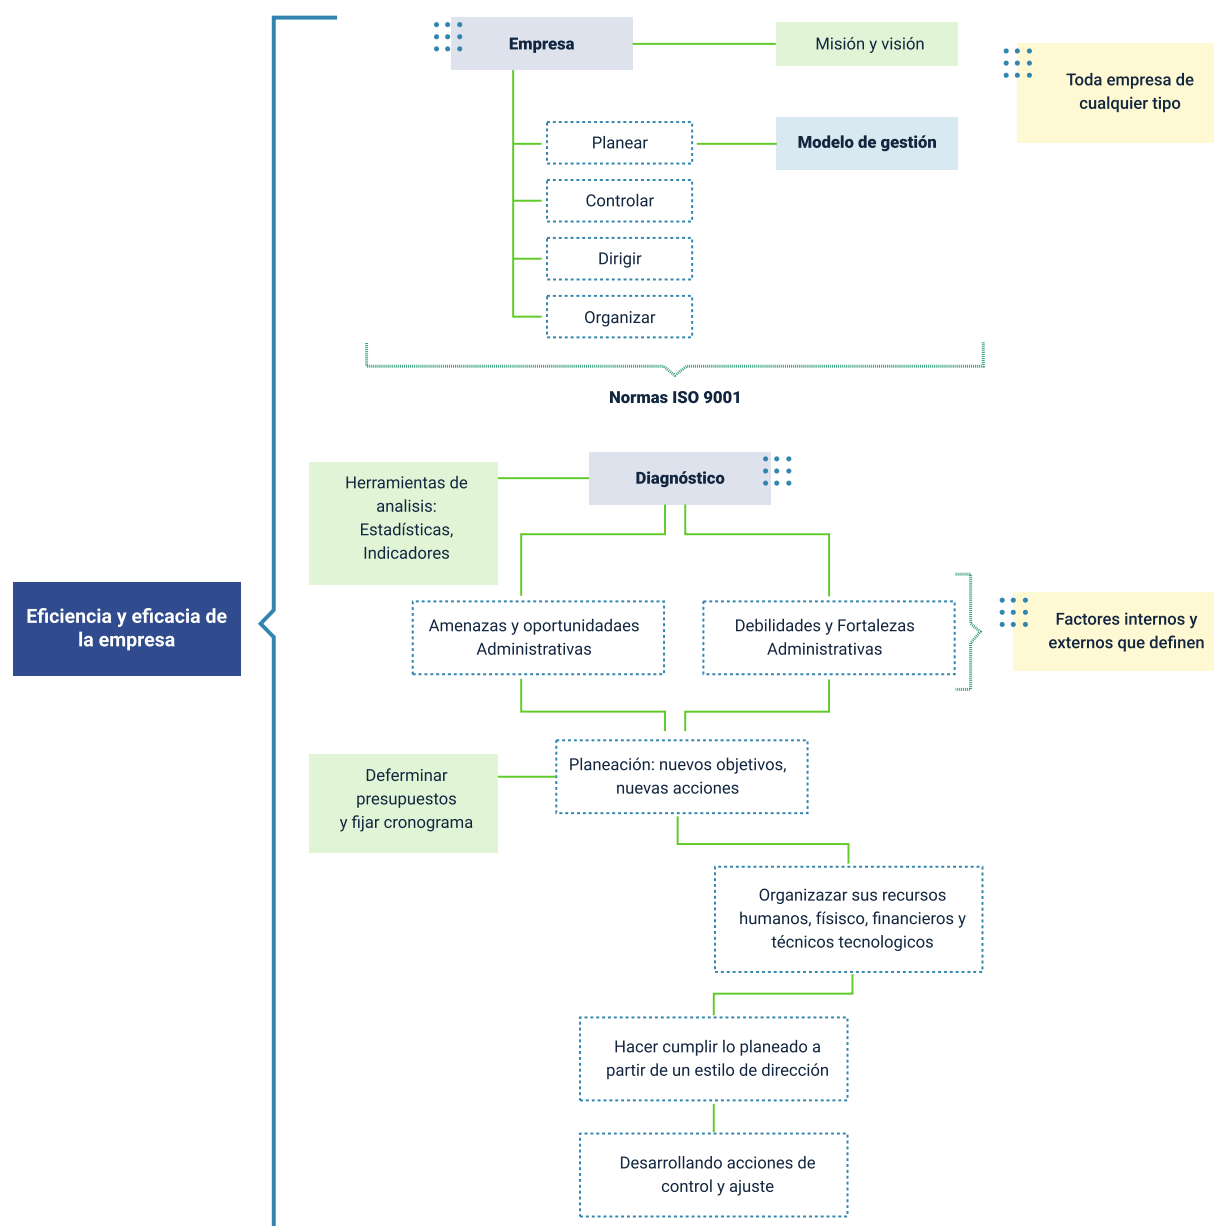 Empresa
Misión y visión
Toda empresa de
cualquier tipo
Planear
Modelo de gestión
Controlar
Dirigir
Organizar
Normas ISO 9001
Herramientas de
analisis:
Estadísticas,
Indicadores
Diagnóstico
Eficiencia y eficacia de
la empresa
Amenazas y oportunidadaes
Administrativas
Debilidades y Fortalezas
Administrativas
Factores internos y
externos que definen
Deferminar
presupuestos
y fijar cronograma
Planeación: nuevos objetivos,
nuevas acciones
Organizazar sus recursos
humanos, físisco, financieros y
técnicos tecnologicos
Hacer cumplir lo planeado a
partir de un estilo de dirección
Desarrollando acciones de
control y ajuste